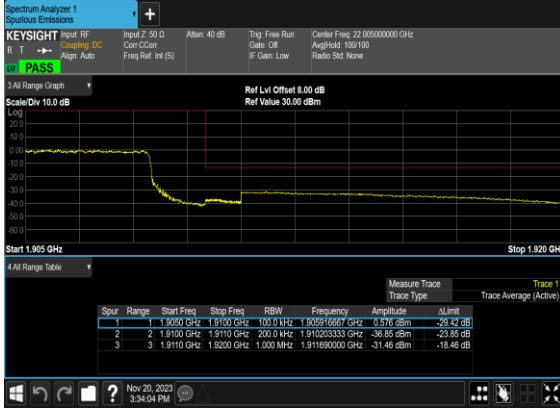 Spectrum Analyzer 1
Spurious Emissions
+
KEYSIGHT Input: RF
R T Coupling: DC
Align: Auto
Input Z: 50 Ω
Corr CCorr
Freq Ref: Int (S)
Atten: 40 dB
Trig: Free Run
Gate: Off
IF Gain: Low
Center Freq: 22.005000000 GHz
Avg|Hold: 100/100
Radio Std: None
PASS
3 All Range Graph
Ref Lvl Offset 8.00 dB
Scale/Div 10.0 dB
Ref Value 30.00 dBm
Log
20.0
10.0
0.00
-10.0
-20.0
-30.0
-40.0
-50.0
-60.0
Start 1.905 GHz
Stop 1.920 GH
4 All Range Table
Measure Trace Trace 1
Trace Type Trace Average (Active)
Spur Range Start Freq Stop Freq RBW Frequency Amplitude ΔLimit
1 1 1.9050 GHz 1.9100 GHz 100.0 kHz 1.905916667 GHz 0.576 dBm -29.42 dB
2 2 1.9100 GHz 1.9110 GHz 200.0 kHz 1.910203333 GHz -36.85 dBm -23.85 dB
3 3 1.9110 GHz 1.9200 GHz 1.000 MHz 1.911690000 GHz -31.46 dBm -18.46 dB
?
Nov 20, 2023
3:34:04 PM